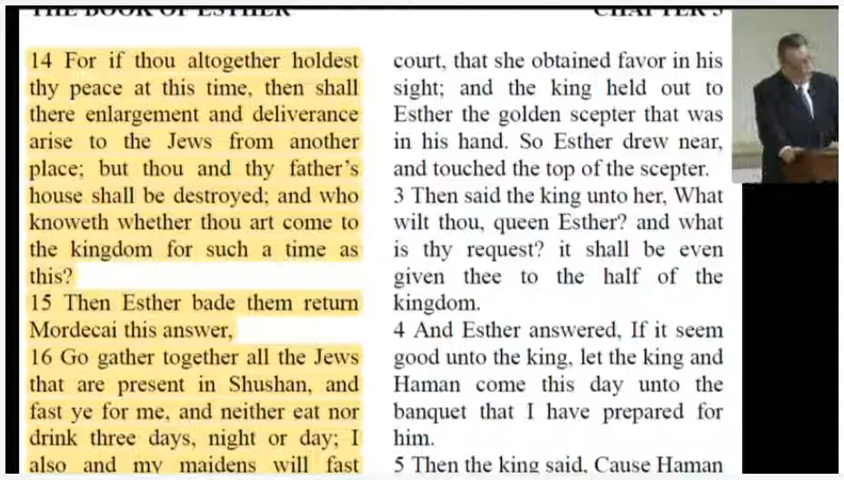 THE BOOK OF ESTHER
CHAPTER 5
14 For if thou altogether holdest
thy peace at this time, then shall
there enlargement and deliverance
arise to the Jews from another
place; but thou and thy father's
house shall be destroyed; and who
knoweth whether thou art come to
the kingdom for such a time as
this?
15 Then Esther bade them return
Mordecai this answer,
16 Go gather together all the Jews
that are present in Shushan, and
fast ye for me, and neither eat nor
drink three days, night or day; I
also and my maidens will fast
court, that she obtained favor in his
sight; and the king held out to
Esther the golden scepter that was
in his hand. So Esther drew near,
and touched the top of the scepter.
3 Then said the king unto her, What
wilt thou, queen Esther? and what
is thy request? it shall be even
given thee to the half of the
kingdom.
4 And Esther answered, If it seem
good unto the king, let the king and
Haman come this day unto the
banquet that I have prepared for
him.
5 Then the king said, Cause Haman